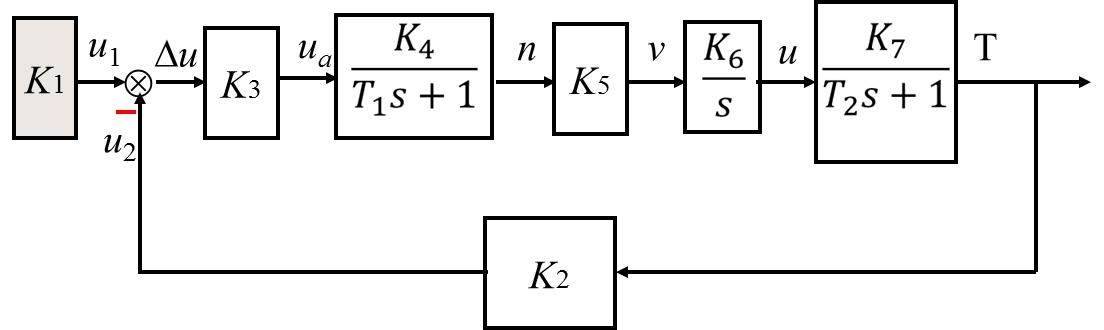 K1
u₁
Δu
K3
uₐ
K₄
T₁s + 1
n
K5
v
K₆
s
u
K₇
T₂s + 1
T
−
u₂
K2